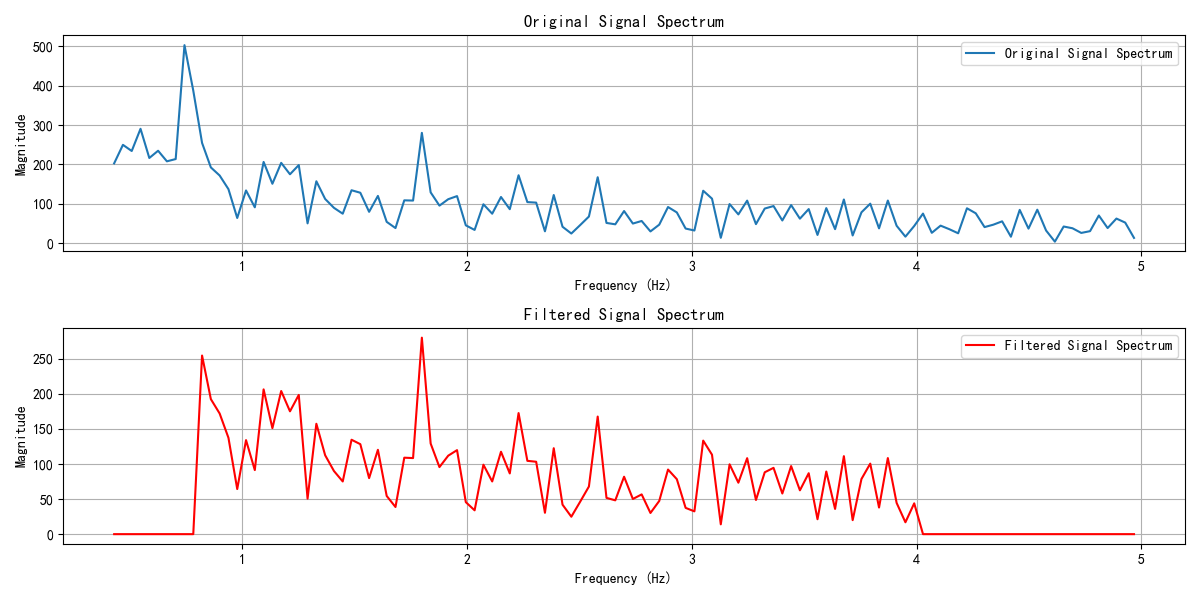 Original Signal Spectrum
Original Signal Spectrum
500
400
300
200
100
0
Magnitude
1 2 3 4 5
Frequency (Hz)
Filtered Signal Spectrum
Filtered Signal Spectrum
250
200
150
100
50
0
Magnitude
1 2 3 4 5
Frequency (Hz)